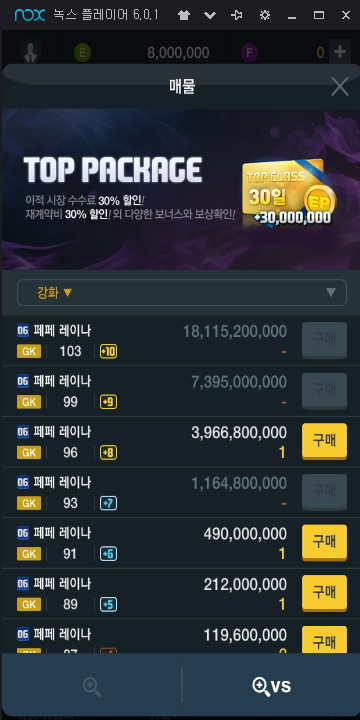 nox 녹스 플레이어 6.0.1
E 8,000,000 F 0 +
매물
TOP PACKAGE
이적 시장 수수료 30% 할인!
재계약비 30% 할인! 외 다양한 보너스와 보상확인!
TOP CLASS
30일
EP
+30,000,000
강화 ▼
06 페페 레이나 18,115,200,000 구매
GK 103 +10 -
06 페페 레이나 7,395,000,000 구매
GK 99 +9 -
06 페페 레이나 3,966,800,000 구매
GK 96 +8 1
06 페페 레이나 1,164,800,000 구매
GK 93 +7 -
06 페페 레이나 490,000,000 구매
GK 91 +6 1
06 페페 레이나 212,000,000 구매
GK 89 +5 1
06 페페 레이나 119,600,000 구매
GK
VS